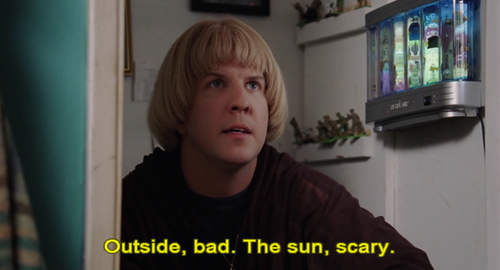 Outside, bad. The sun, scary.